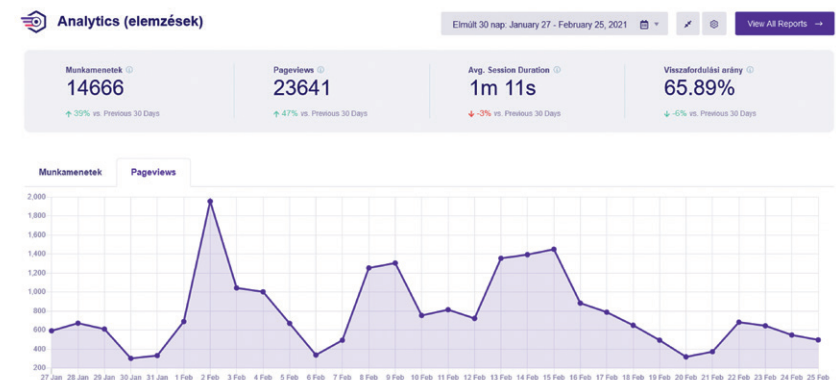 Analytics (elemzések)
Elmúlt 30 nap: January 27 - February 25, 2021
View All Reports →
Munkamenetek
14666
↑ 39% vs. Previous 30 Days
Pageviews
23641
↑ 47% vs. Previous 30 Days
Avg. Session Duration
1m 11s
↓ -3% vs. Previous 30 Days
Visszafordulási arány
65.89%
↓ -6% vs. Previous 30 Days
Munkamenetek Pageviews
2,000
1,800
1,600
1,400
1,200
1,000
800
600
400
200
27 Jan 28 Jan 29 Jan 30 Jan 31 Jan 1 Feb 2 Feb 3 Feb 4 Feb 5 Feb 6 Feb 7 Feb 8 Feb 9 Feb 10 Feb 11 Feb 12 Feb 13 Feb 14 Feb 15 Feb 16 Feb 17 Feb 18 Feb 19 Feb 20 Feb 21 Feb 22 Feb 23 Feb 24 Feb 25 Feb